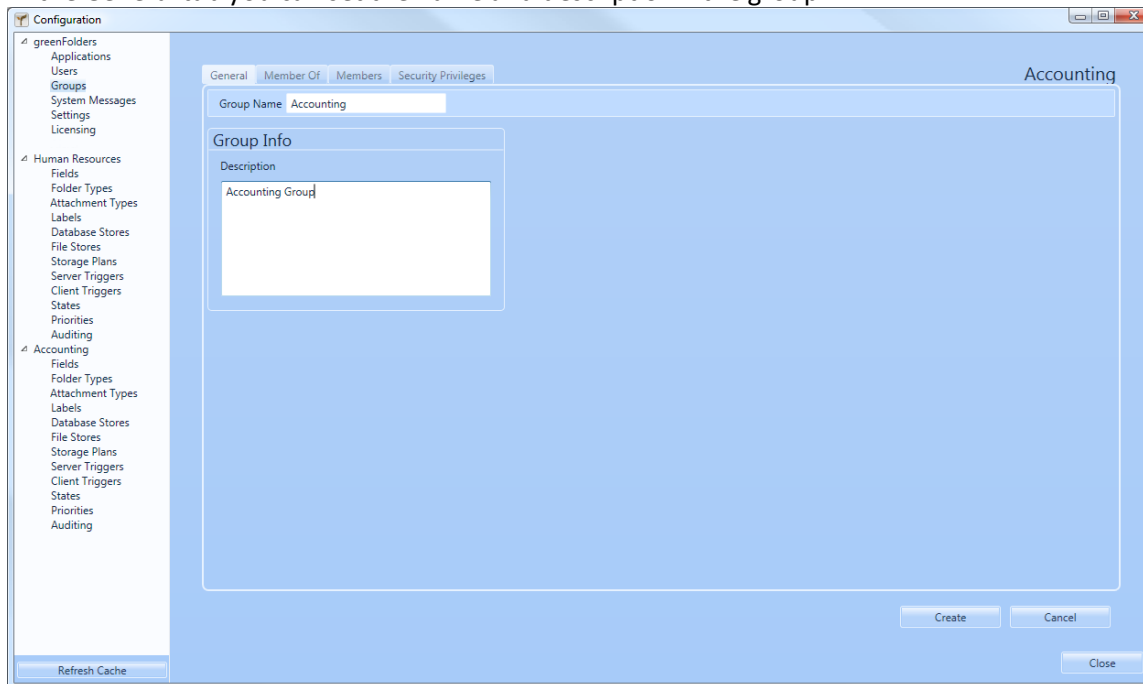 Configuration
greenFolders
Applications
Users
Groups
System Messages
Settings
Licensing
Human Resources
Fields
Folder Types
Attachment Types
Labels
Database Stores
File Stores
Storage Plans
Server Triggers
Client Triggers
States
Priorities
Auditing
Accounting
Fields
Folder Types
Attachment Types
Labels
Database Stores
File Stores
Storage Plans
Server Triggers
Client Triggers
States
Priorities
Auditing
Refresh Cache
General Member Of Members Security Privileges
Accounting
Group Name Accounting
Group Info
Description
Accounting Group
Create Cancel
Close